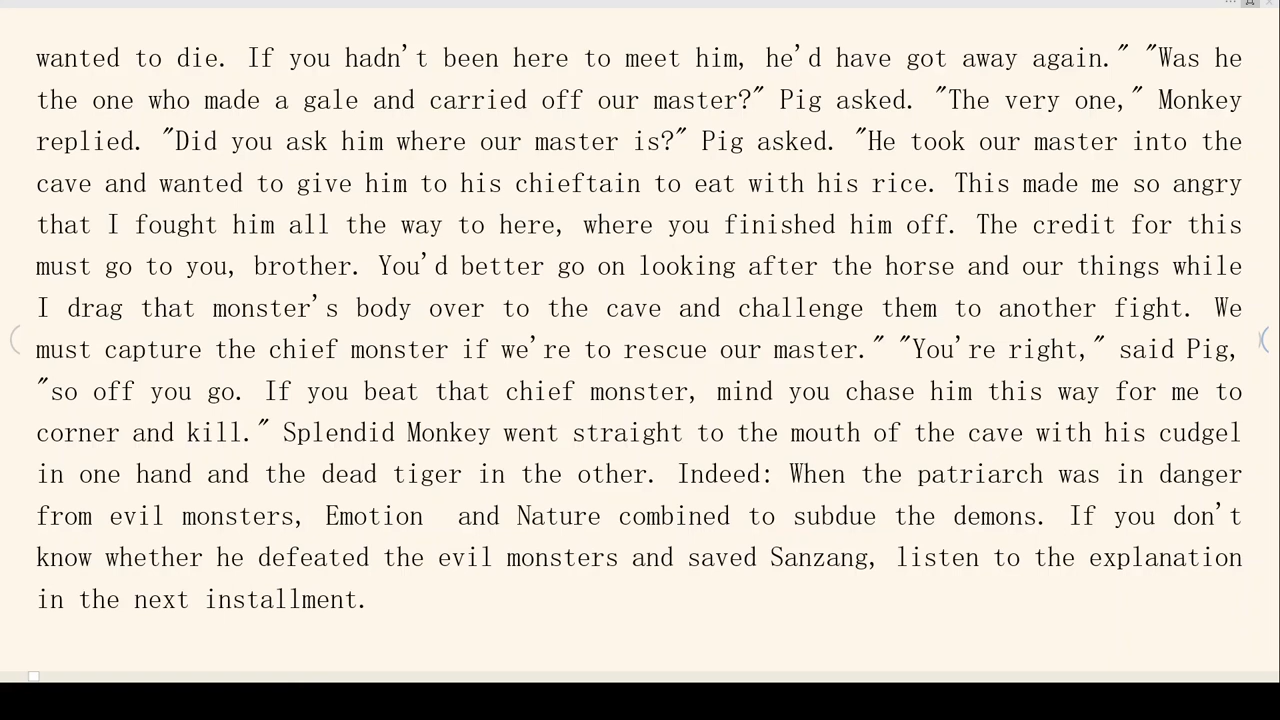 wanted to die. If you hadn't been here to meet him, he'd have got away again." "Was he
the one who made a gale and carried off our master?" Pig asked. "The very one," Monkey
replied. "Did you ask him where our master is?" Pig asked. "He took our master into the
cave and wanted to give him to his chieftain to eat with his rice. This made me so angry
that I fought him all the way to here, where you finished him off. The credit for this
must go to you, brother. You'd better go on looking after the horse and our things while
I drag that monster's body over to the cave and challenge them to another fight. We
must capture the chief monster if we're to rescue our master." "You're right," said Pig,
"so off you go. If you beat that chief monster, mind you chase him this way for me to
corner and kill." Splendid Monkey went straight to the mouth of the cave with his cudgel
in one hand and the dead tiger in the other. Indeed: When the patriarch was in danger
from evil monsters, Emotion  and Nature combined to subdue the demons. If you don't
know whether he defeated the evil monsters and saved Sanzang, listen to the explanation
in the next installment.